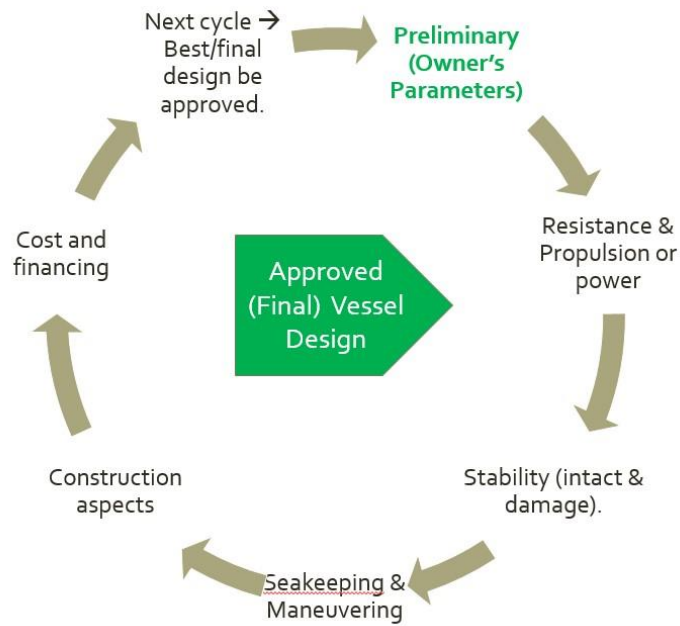 Next cycle →
Best/final
design be
approved.
Preliminary
(Owner's
Parameters)
Resistance &
Propulsion or
power
Stability (intact &
damage).
Seakeeping &
Maneuvering
Construction
aspects
Cost and
financing
Approved
(Final) Vessel
Design